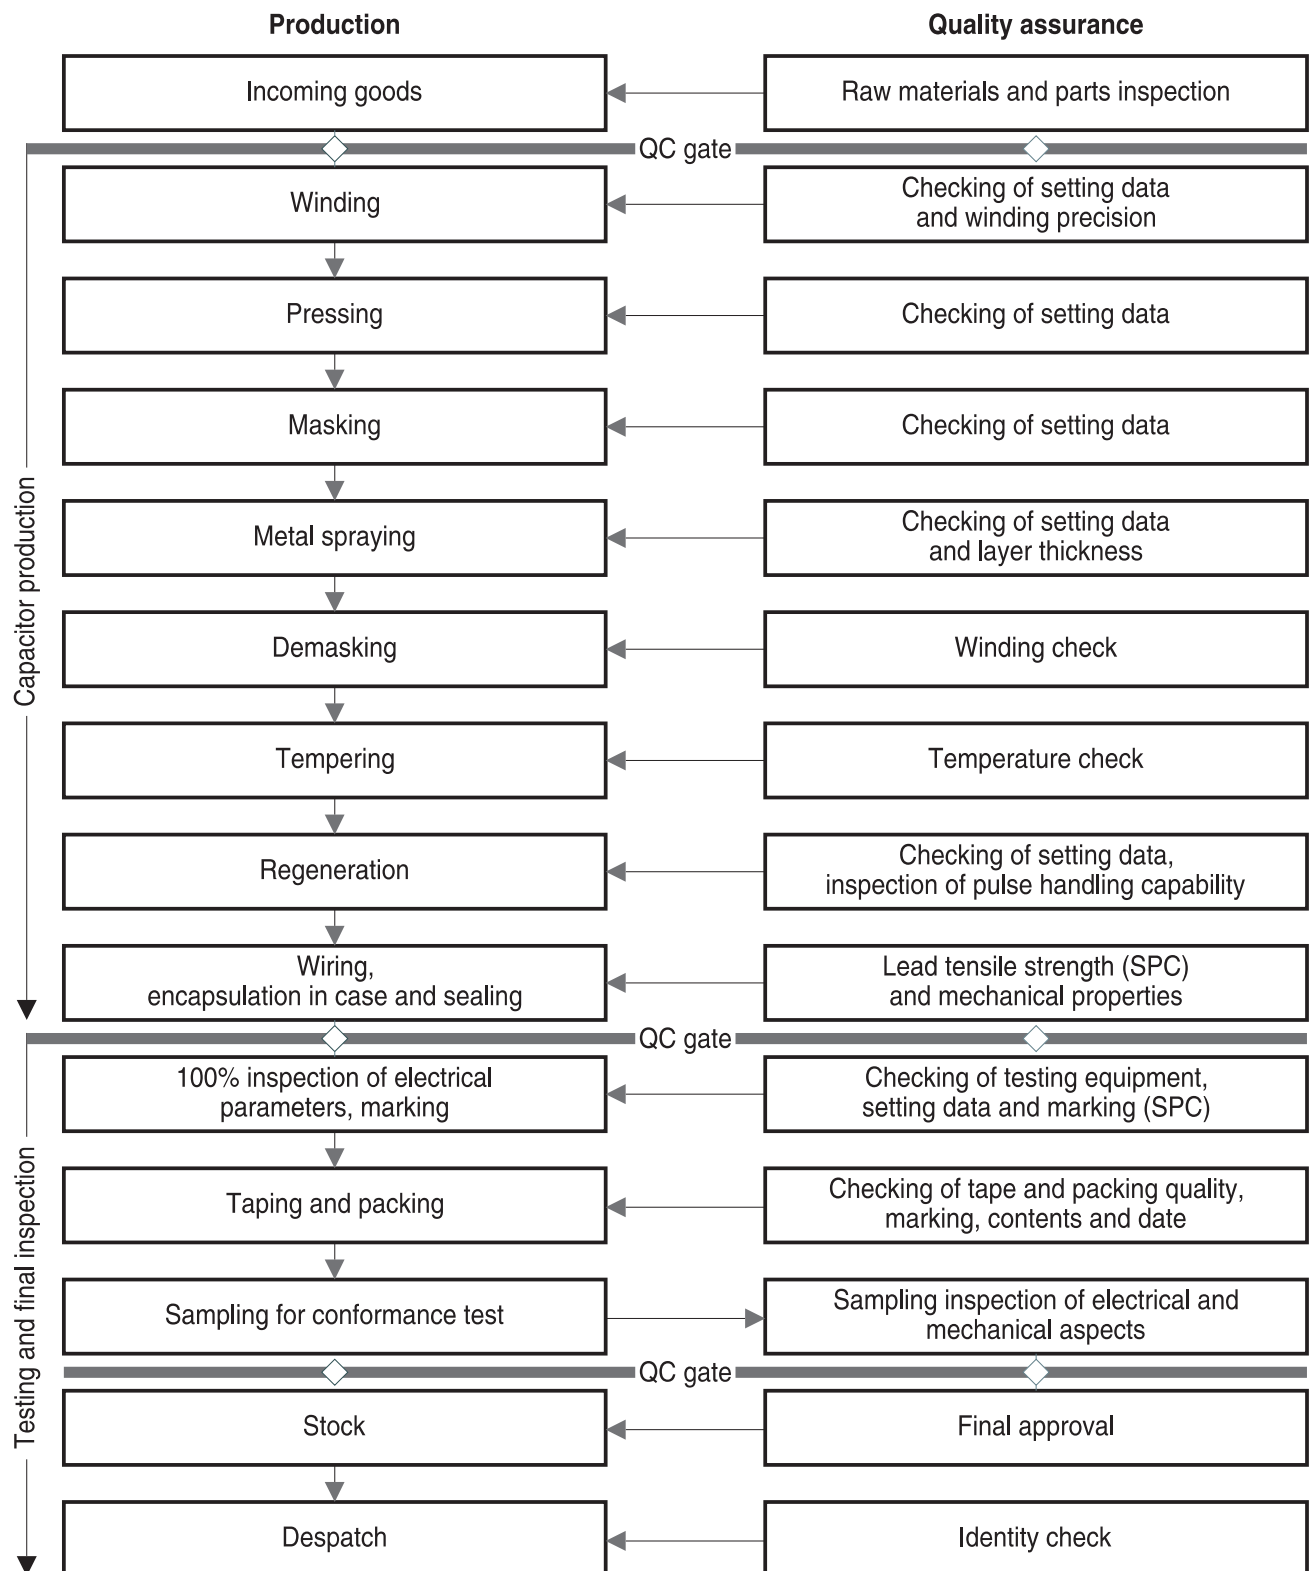 Production
Quality assurance
Incoming goods
Raw materials and parts inspection
QC gate
Winding
Checking of setting data
and winding precision
Pressing
Checking of setting data
Masking
Checking of setting data
Metal spraying
Checking of setting data
and layer thickness
Demasking
Winding check
Tempering
Temperature check
Regeneration
Checking of setting data,
inspection of pulse handling capability
Wiring,
encapsulation in case and sealing
Lead tensile strength (SPC)
and mechanical properties
Capacitor production
QC gate
100% inspection of electrical
parameters, marking
Checking of testing equipment,
setting data and marking (SPC)
Taping and packing
Checking of tape and packing quality,
marking, contents and date
Sampling for conformance test
Sampling inspection of electrical and
mechanical aspects
QC gate
Stock
Final approval
Despatch
Identity check
Testing and final inspection